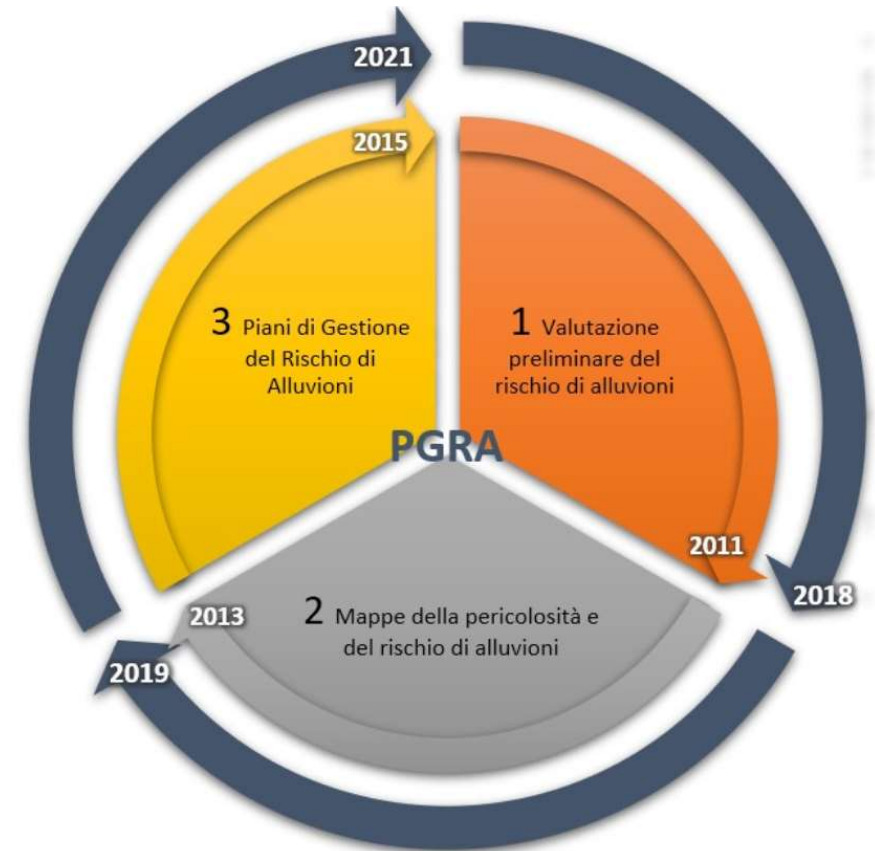 2021
2015
3 Piani di Gestione
del Rischio di
Alluvioni
1 Valutazione
preliminare del
rischio di alluvioni
PGRA
2011
2018
2013
2 Mappe della pericolosità e
del rischio di alluvioni
2019